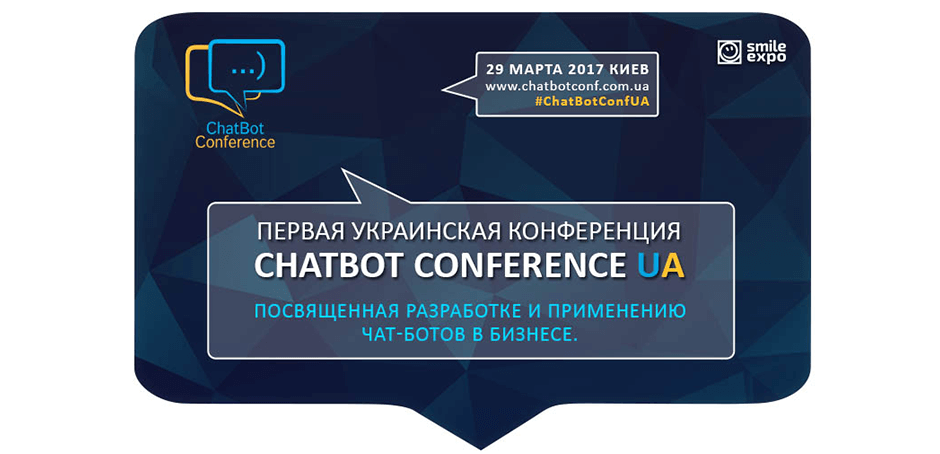 ...)
ChatBot
Conference
29 МАРТА 2017 КИЕВ
www.chatbotconf.com.ua
#ChatBotConfUA
smile
expo
ПЕРВАЯ УКРАИНСКАЯ КОНФЕРЕНЦИЯ
CHATBOT CONFERENCE UA
ПОСВЯЩЕННАЯ РАЗРАБОТКЕ И ПРИМЕНЕНИЮ
ЧАТ-БОТОВ В БИЗНЕСЕ.